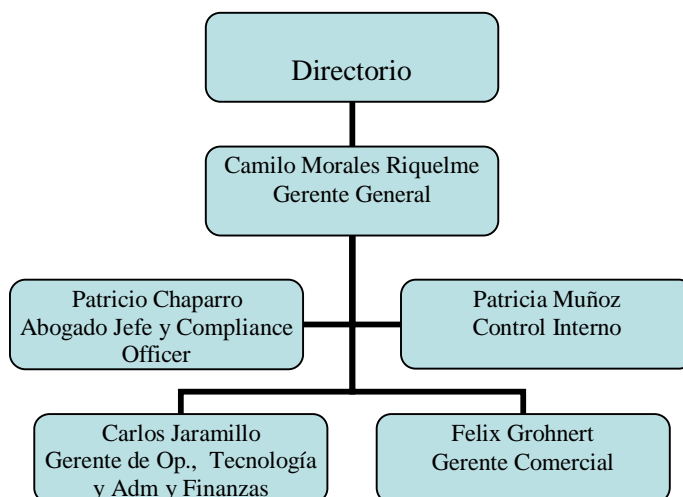 Directorio
Camilo Morales Riquelme
Gerente General
Patricio Chaparro
Abogado Jefe y Compliance
Officer
Patricia Muñoz
Control Interno
Carlos Jaramillo
Gerente de Op., Tecnología
y Adm y Finanzas
Felix Grohnert
Gerente Comercial